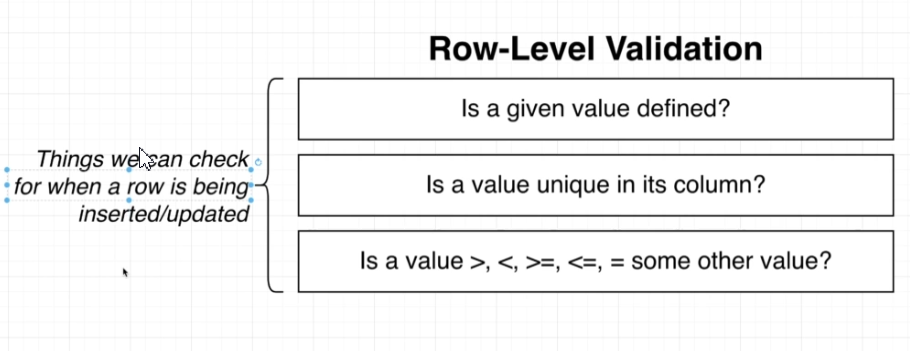 Row-Level Validation
Is a given value defined?
Things we can check
for when a row is being
inserted/updated
Is a value unique in its column?
Is a value >, <, >=, <=, = some other value?